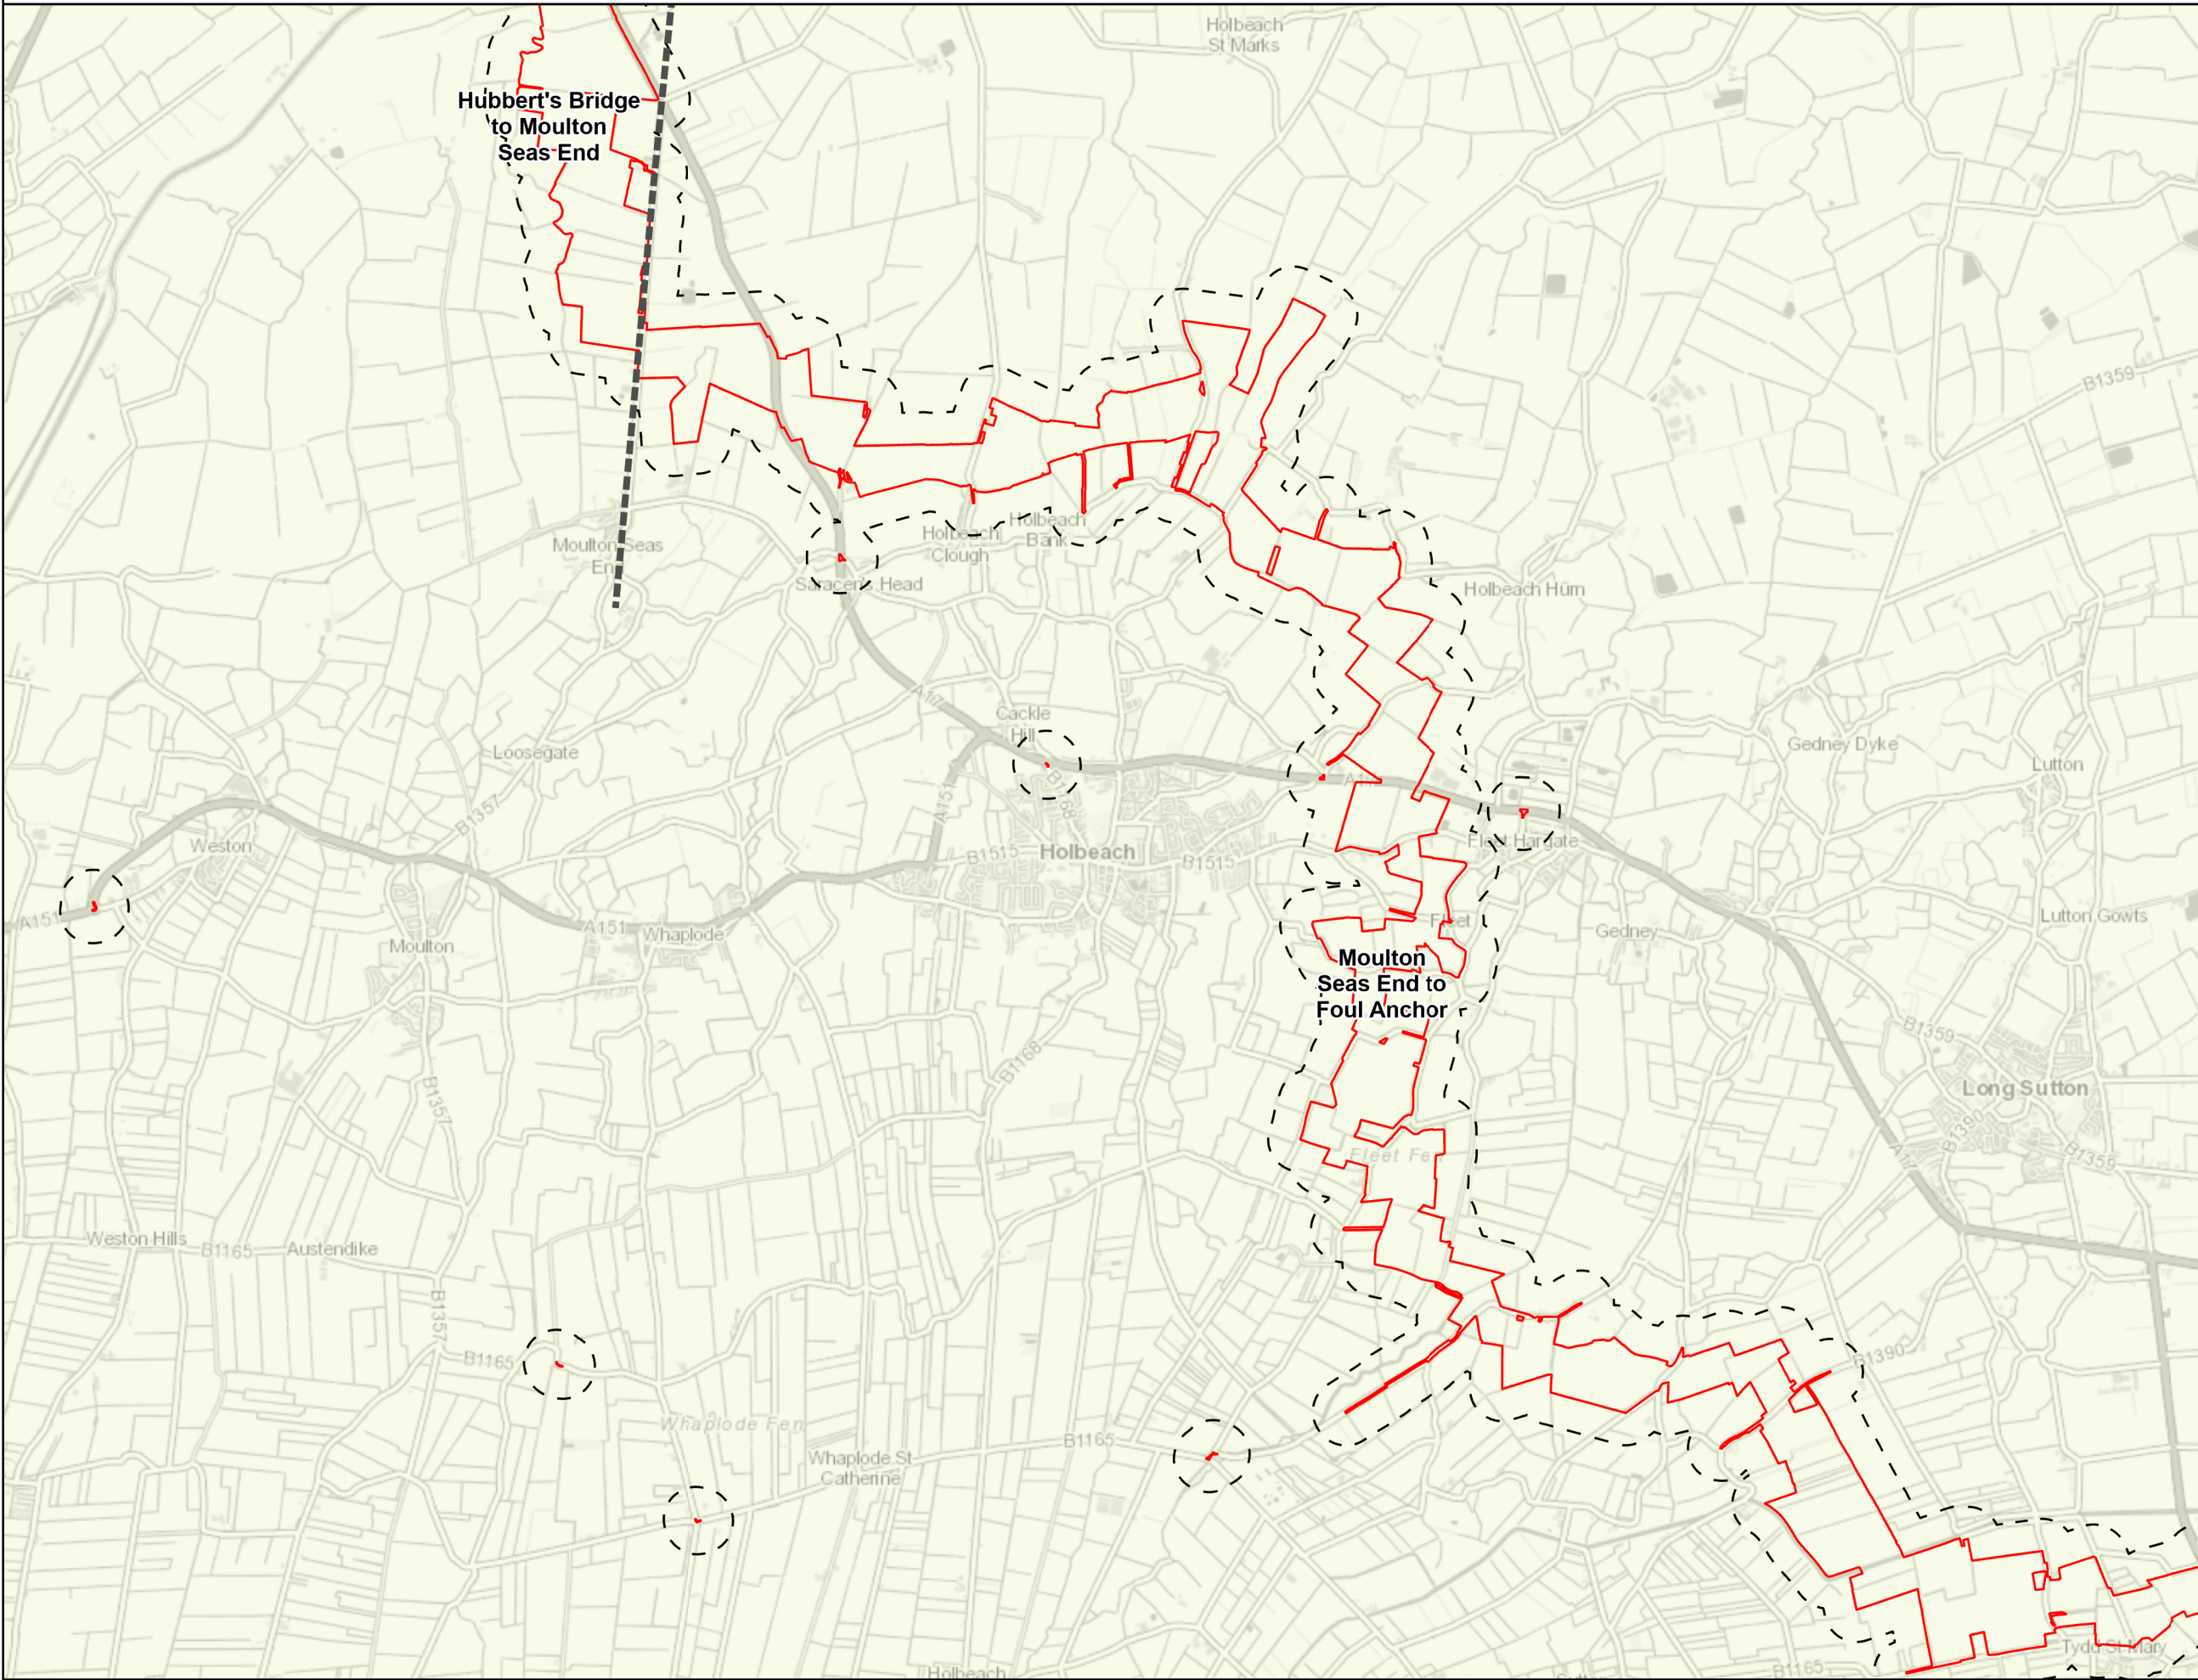 Holbeach
St Marks
Hubbert's Bridge
to Moulton
Seas End
B1359
Moulton Seas
End
Holbeach
Clough
Holbeach
Bank
Saracen's Head
Holbeach Hurn
A17
Cackle
Hill
Loosegate
Gedney Dyke
Lutton
A17
B1357
A151
B1168
Weston
B1515
Holbeach
B1515
Fleet Hargate
A151
Moulton
A151
Whaplode
Fleet
Gedney
Lutton Gowts
Moulton
Seas End to
Foul Anchor
B1359
B1168
B1357
Long Sutton
B1390
A17
B1359
Fleet Fen
Weston Hills
B1165
Austendike
B1357
B1165
B1390
Whaplode Fen
B1165
Whaplode St
Catherine
Tydd St Mary
Holbeach
B1165